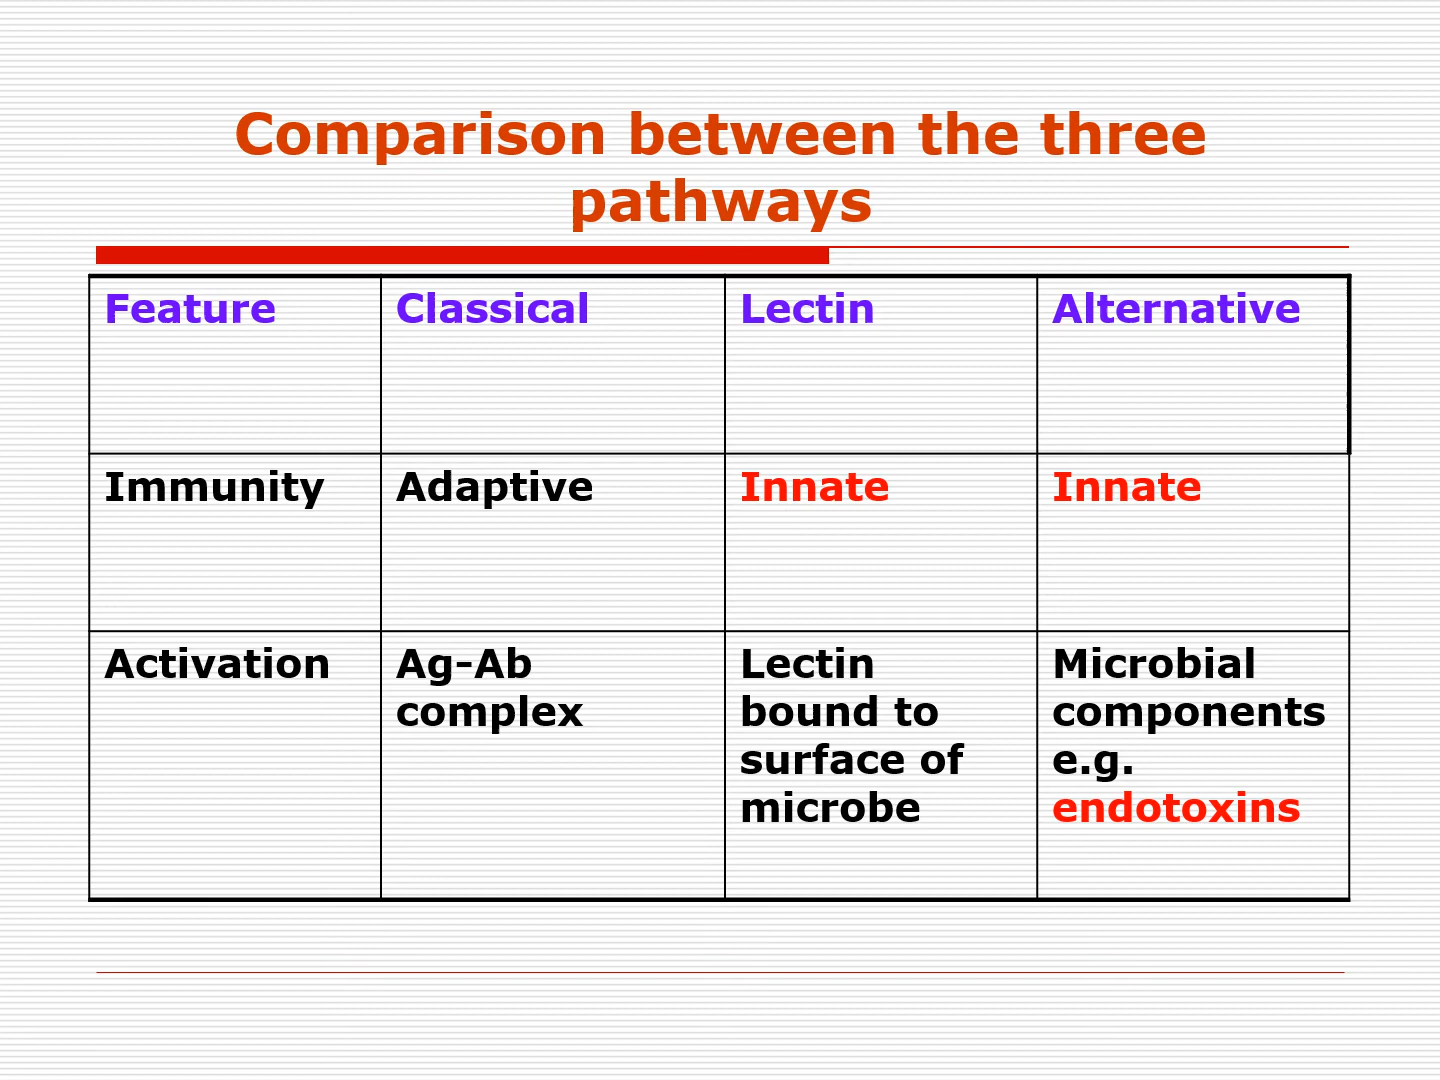 Comparison between the three
pathways
Feature
Classical
Lectin
Alternative
Immunity
Adaptive
Innate
Innate
Activation
Ag–Ab
complex
Lectin
bound to
surface of
microbe
Microbial
components
e.g.
endotoxins